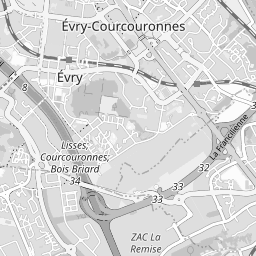 Évry-Courcouronnes
Évry
8
La Francilienne
Lisses;
Courcouronnes;
Bois Briard
34
32
33
33
ZAC La
Remise